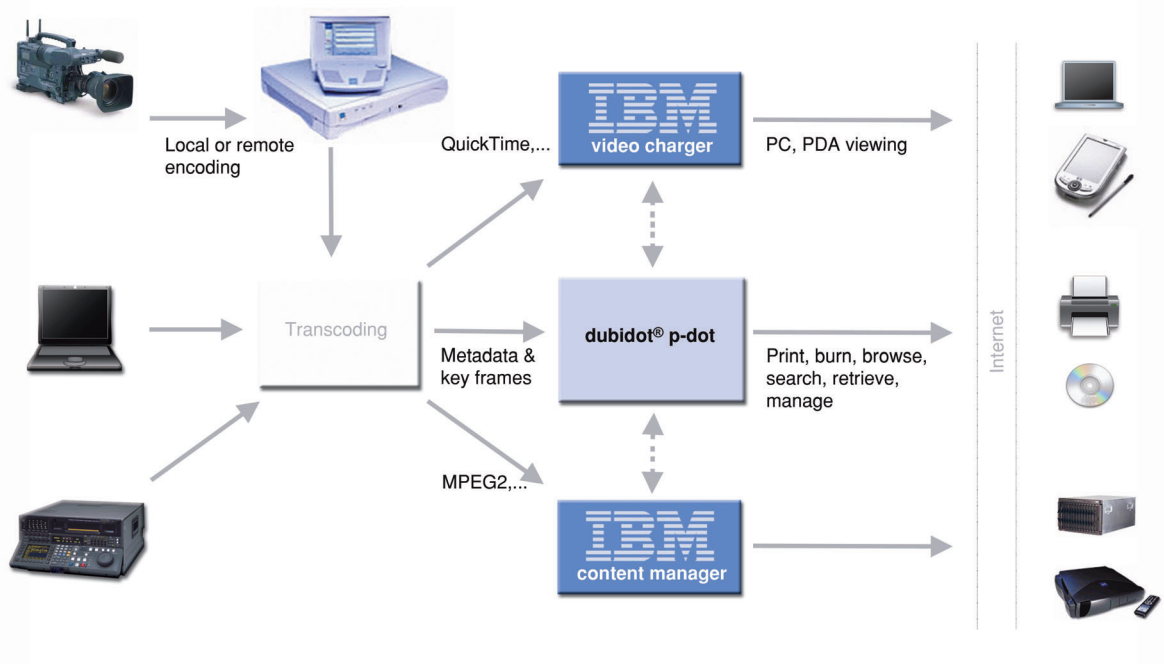 Local or remote
encoding
QuickTime,...
IBM
video charger
PC, PDA viewing
Transcoding
Metadata &
key frames
dubidot® p-dot
Print, burn, browse,
search, retrieve,
manage
Internet
MPEG2,...
IBM
content manager